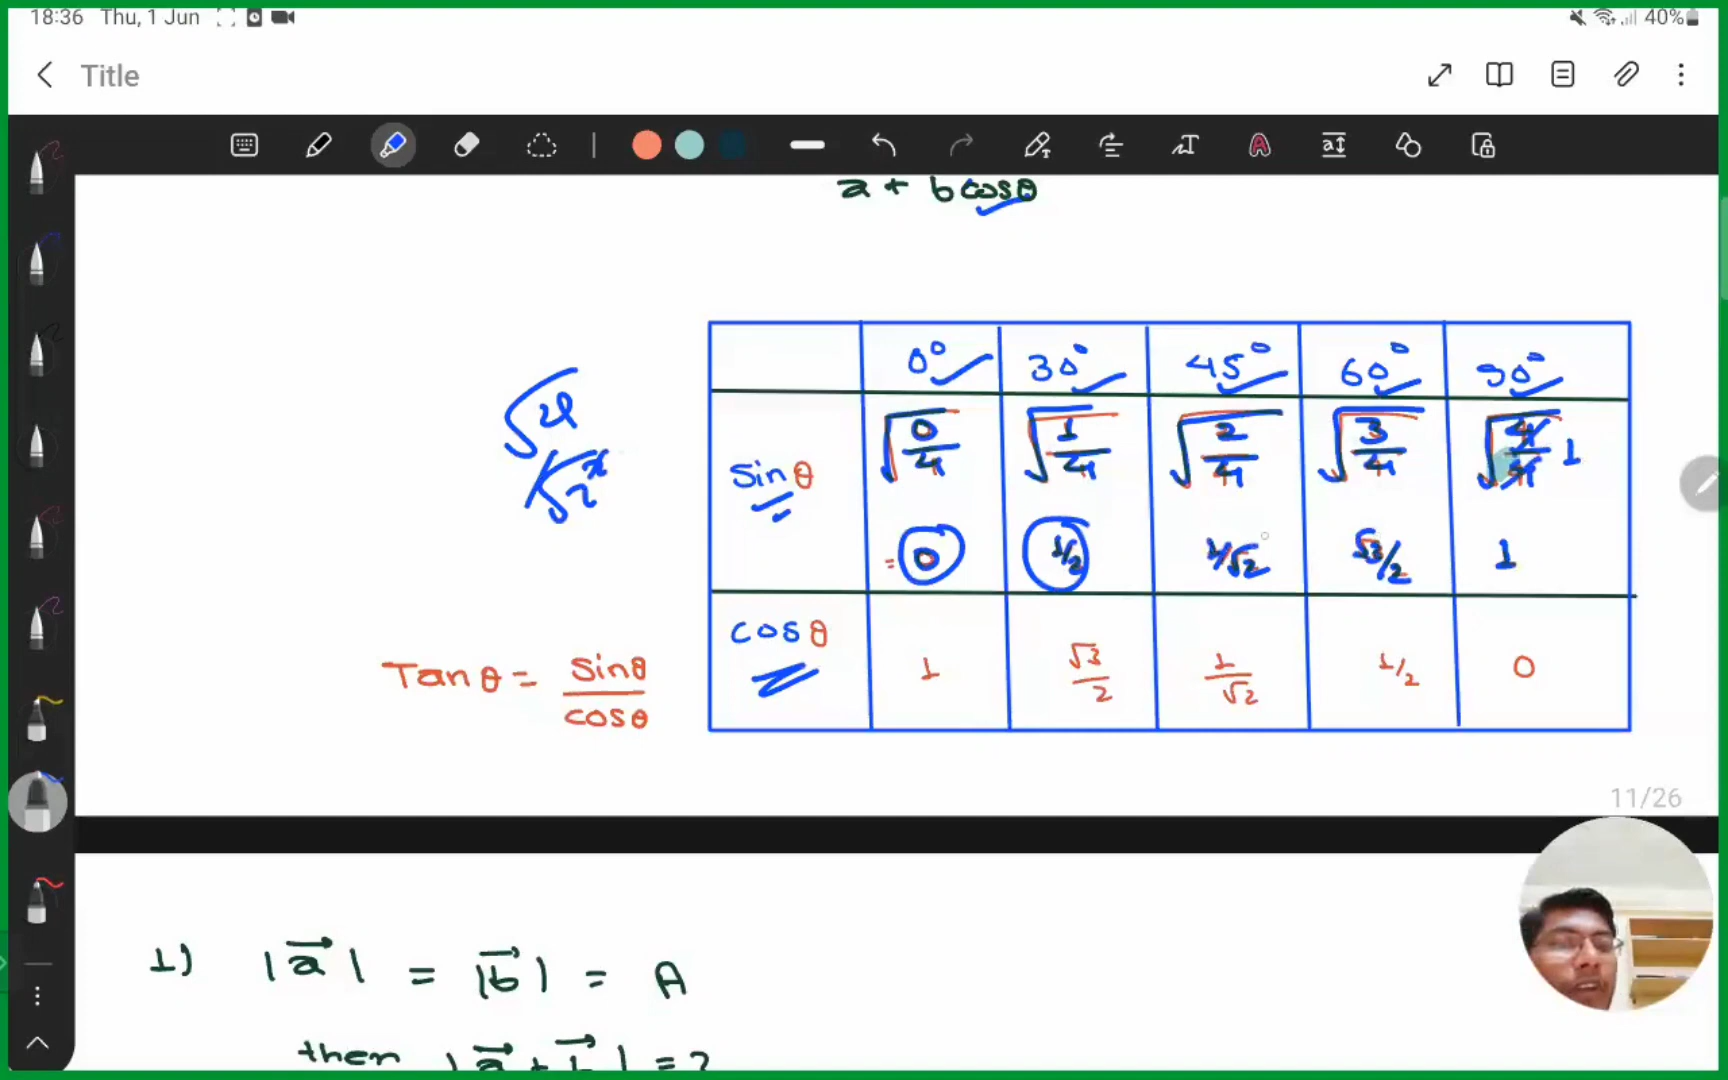 18:36 Thu, 1 Jun
40%
Title
a + b cosθ
0° 30° 45° 60° 90°
sinθ √0/4 √1/4 √2/4 √3/4 √4/4 1
= 0 1/2 1/√2 √3/2 1
cosθ 1 √3/2 1/√2 1/2 0
Tanθ = sinθ/cosθ
11/26
1) |a⃗| = |b⃗| = A
then |a⃗ + b⃗| = ?